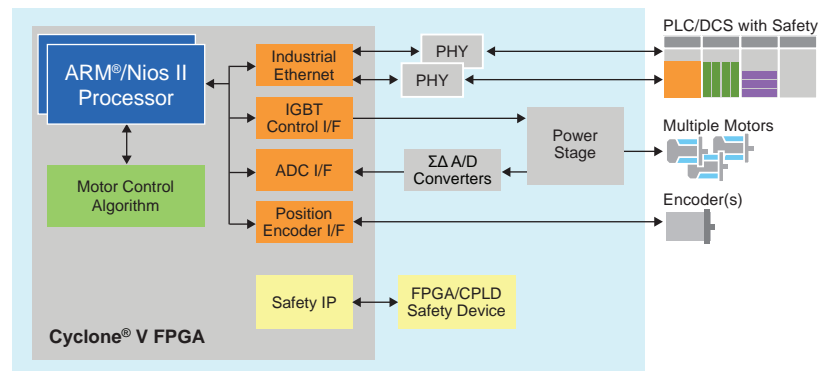 PLC/DCS with Safety
ARM®/Nios II
Processor
Industrial
Ethernet
PHY
PHY
IGBT
Control I/F
Power
Stage
Multiple Motors
Motor Control
Algorithm
ADC I/F
ΣΔ A/D
Converters
Position
Encoder I/F
Encoder(s)
Safety IP
FPGA/CPLD
Safety Device
Cyclone® V FPGA